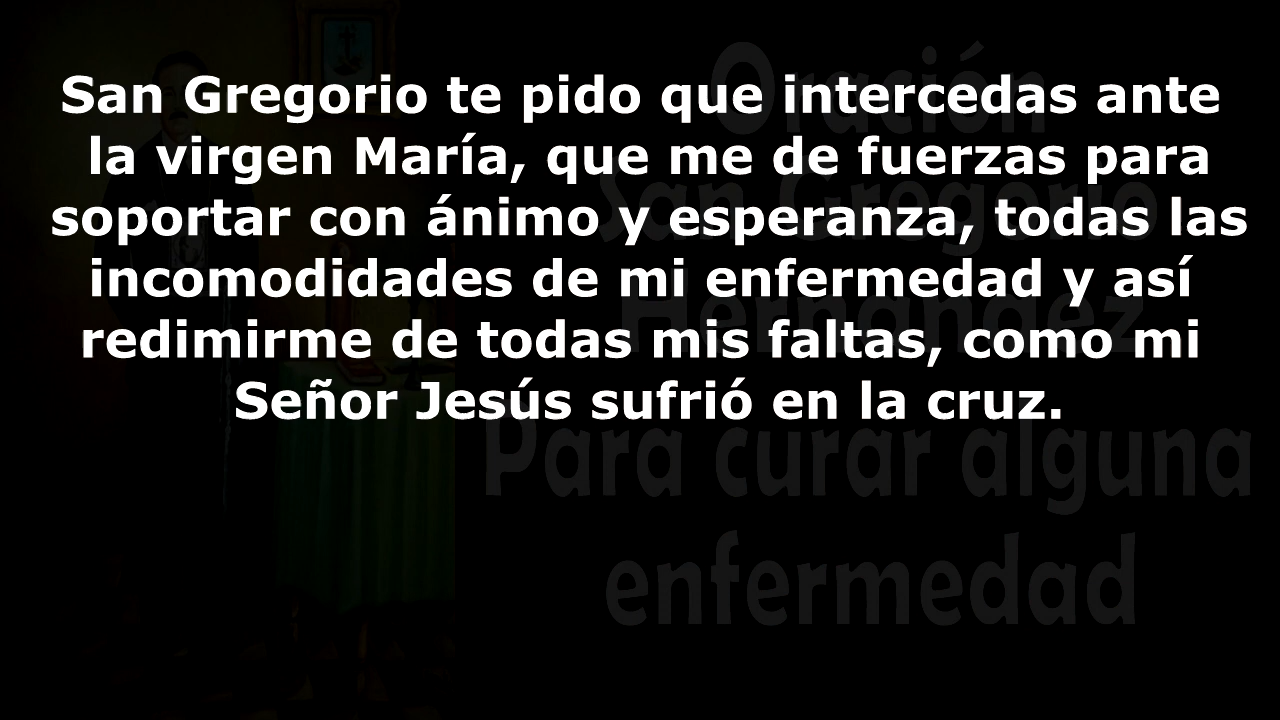 San Gregorio te pido que intercedas ante
la virgen María, que me de fuerzas para
soportar con ánimo y esperanza, todas las
incomodidades de mi enfermedad y así
redimirme de todas mis faltas, como mi
Señor Jesús sufrió en la cruz.
Oración
San Gregorio
Hernández
Para curar alguna
enfermedad